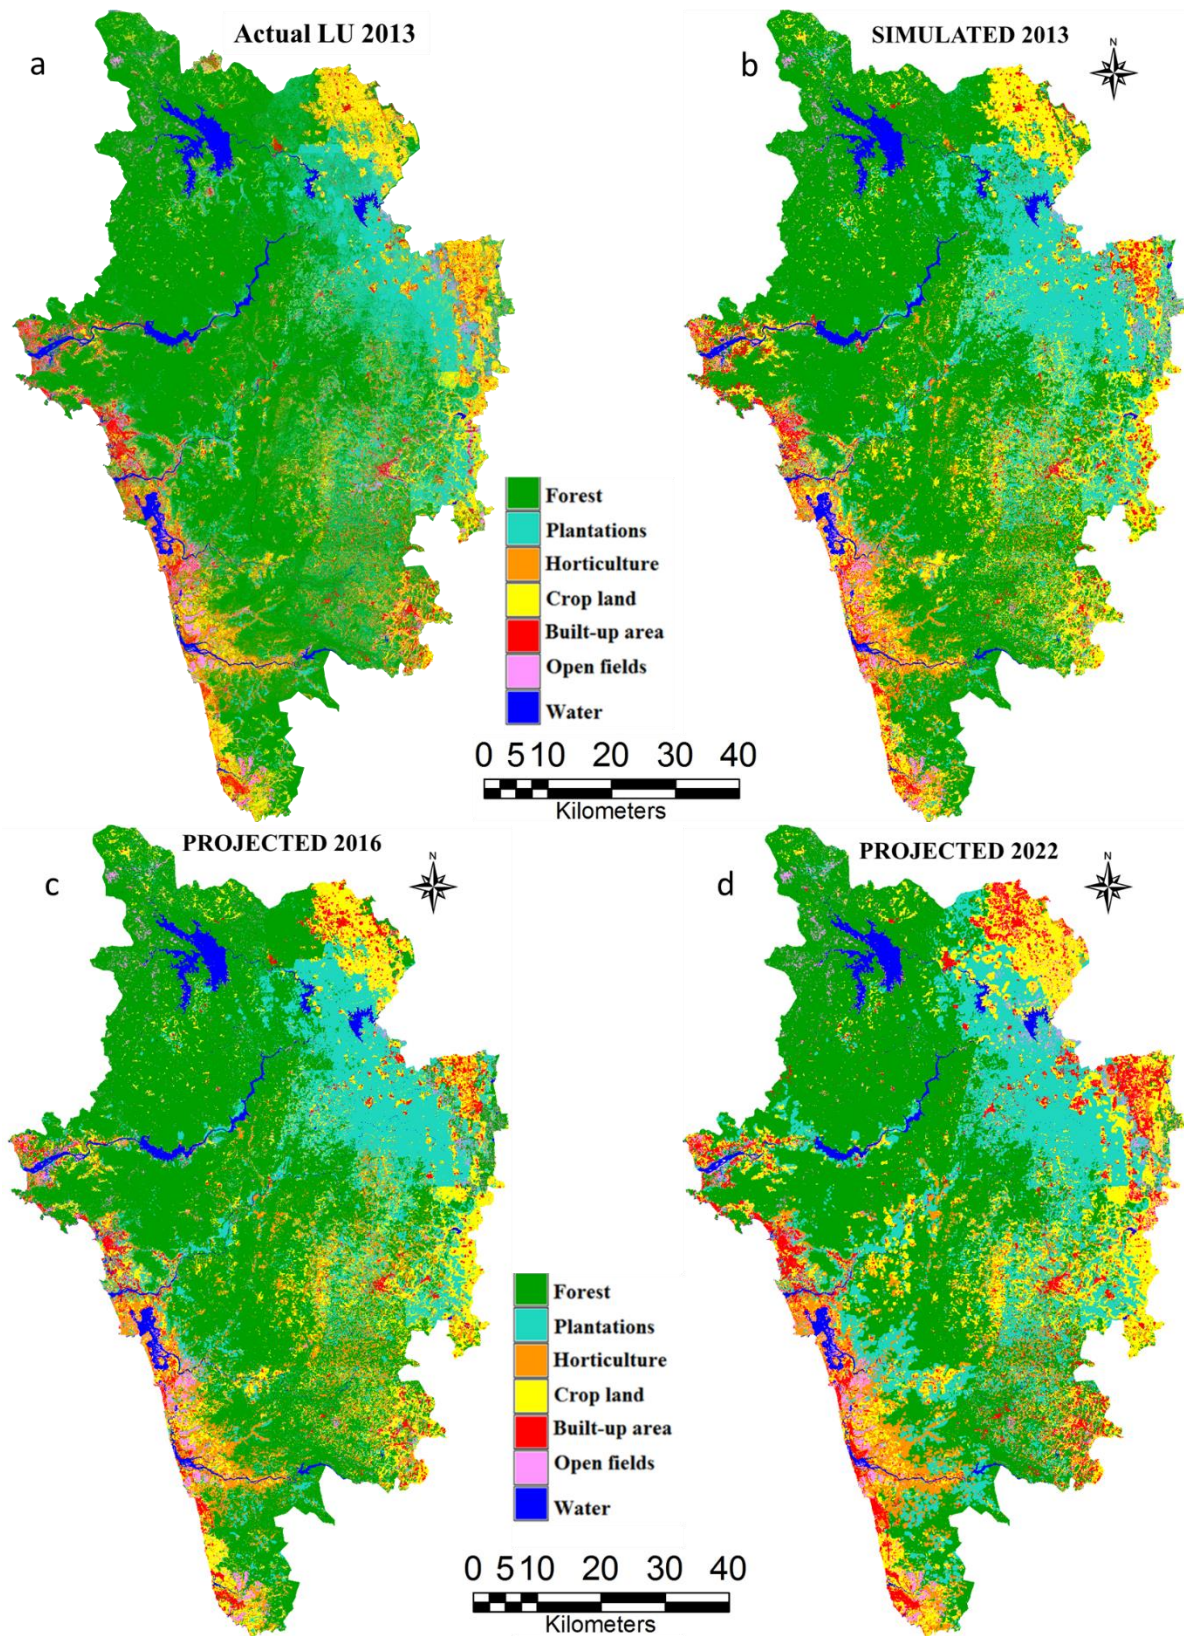 Actual LU 2013
a
SIMULATED 2013
b
N
Forest
Plantations
Horticulture
Crop land
Built-up area
Open fields
Water
0 5 10 20 30 40
Kilometers
PROJECTED 2016
c
N
PROJECTED 2022
d
N
Forest
Plantations
Horticulture
Crop land
Built-up area
Open fields
Water
0 5 10 20 30 40
Kilometers